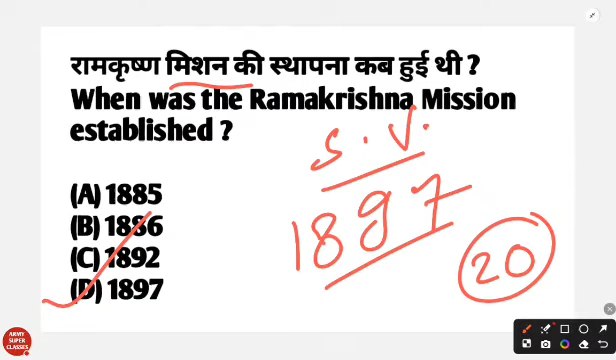 रामकृष्ण मिशन की स्थापना कब हुई थी ?
When was the Ramakrishna Mission
established ?
S. V.
1897
20
(A) 1885
(B) 1886
(C) 1892
(D) 1897
ARMY
SUPER
CLASSES